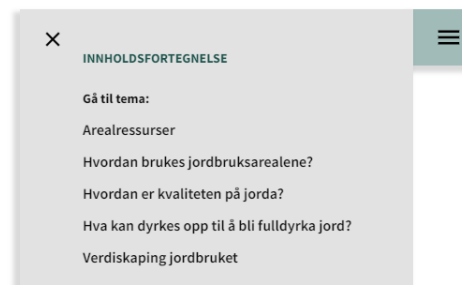 INNHOLDSFORTEGNELSE
Gå til tema:
Arealressurser
Hvordan brukes jordbruksarealene?
Hvordan er kvaliteten på jorda?
Hva kan dyrkes opp til å bli fulldyrka jord?
Verdiskaping jordbruket